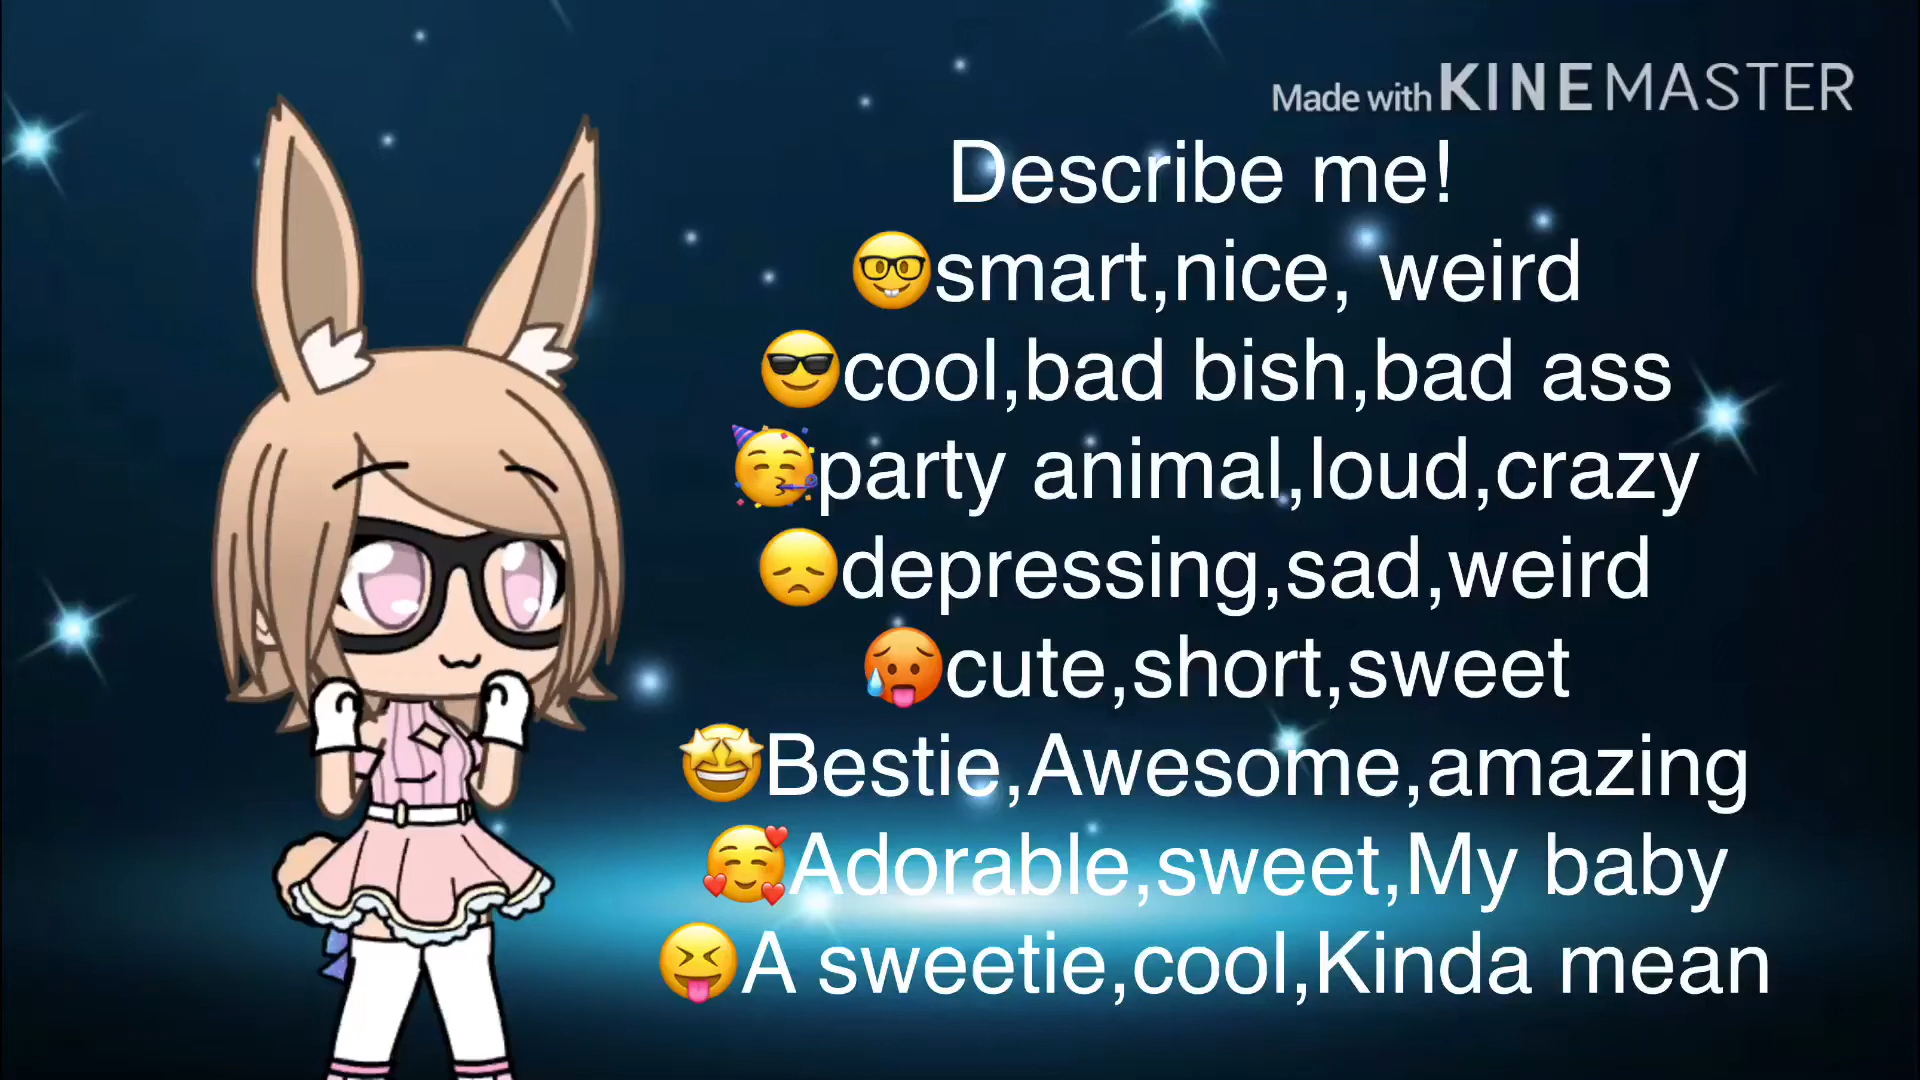 Made with KINEMASTER
Describe me!
🤓smart,nice, weird
😎cool,bad bish,bad ass
🥳party animal,loud,crazy
😞depressing,sad,weird
🥵cute,short,sweet
🤩Bestie,Awesome,amazing
🥰Adorable,sweet,My baby
😝A sweetie,cool,Kinda mean